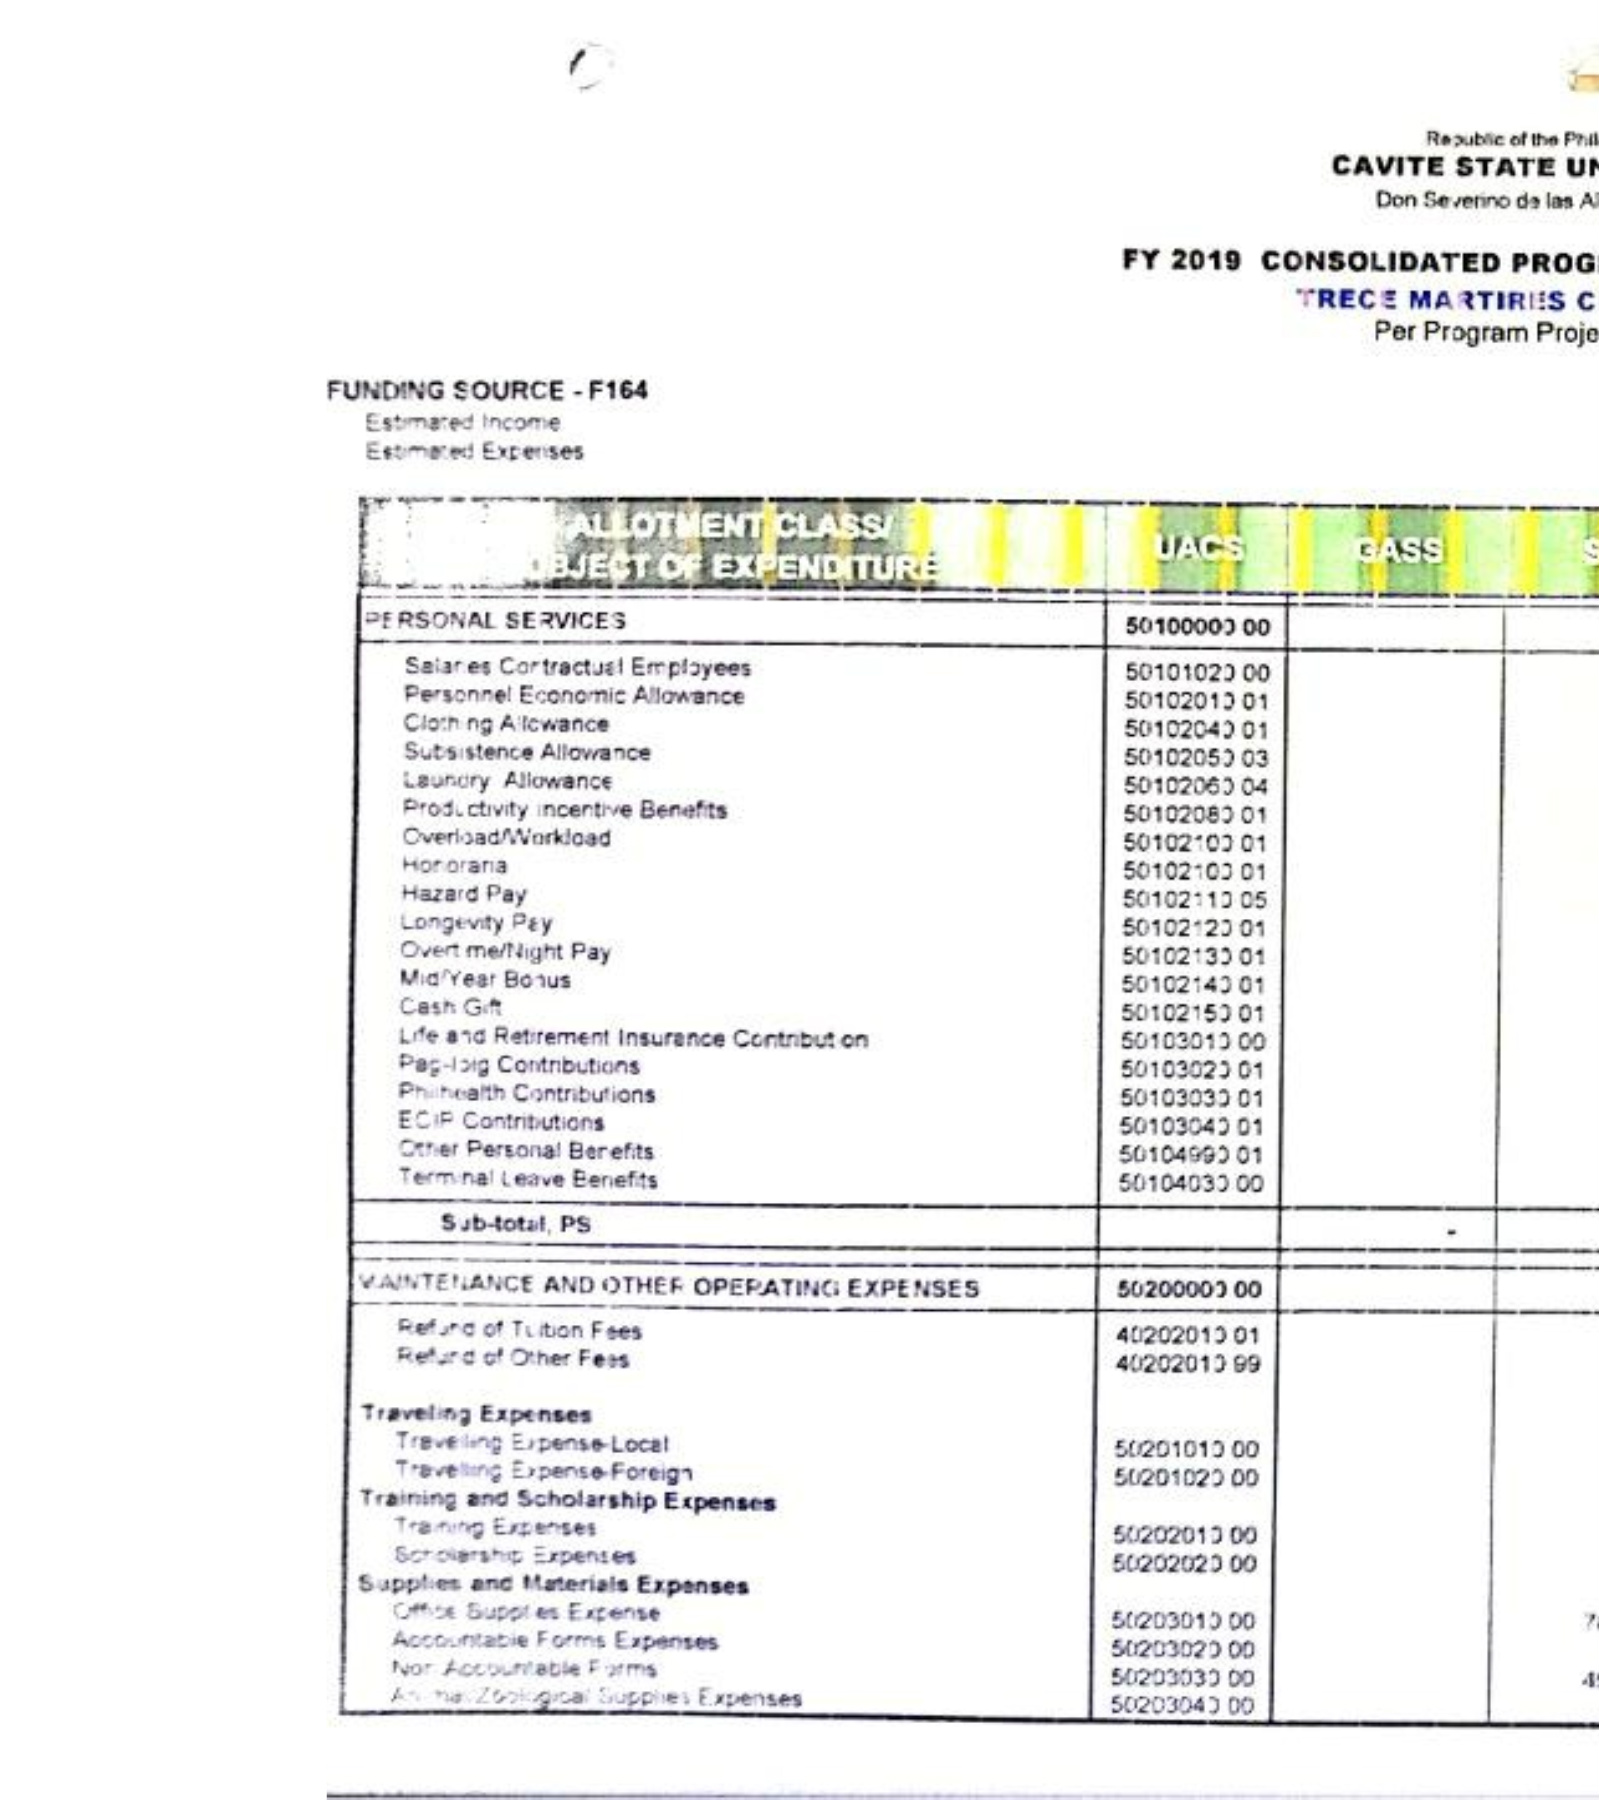 Republic of the Phil
CAVITE STATE UN
Don Severino de las Al
FY 2019 CONSOLIDATED PROG
TRECE MARTIRES C
Per Program Proje
FUNDING SOURCE - F164
Estimated Income
Estimated Expenses
ALLOTMENT CLASS/ OBJECT OF EXPENDITURE UACS GASS S
PERSONAL SERVICES 50100000 00
Salaries Contractual Employees 50101020 00
Personnel Economic Allowance 50102010 01
Clothing Allowance 50102040 01
Subsistence Allowance 50102050 03
Laundry Allowance 50102060 04
Productivity Incentive Benefits 50102080 01
Overload/Workload 50102100 01
Honoraria 50102100 01
Hazard Pay 50102110 05
Longevity Pay 50102120 01
Overtime/Night Pay 50102130 01
Mid/Year Bonus 50102140 01
Cash Gift 50102150 01
Life and Retirement Insurance Contribution 50103010 00
Pag-Ibig Contributions 50103020 01
Philhealth Contributions 50103030 01
ECIP Contributions 50103040 01
Other Personal Benefits 50104990 01
Terminal Leave Benefits 50104030 00
Sub-total, PS -
MAINTENANCE AND OTHER OPERATING EXPENSES 50200000 00
Refund of Tuition Fees 40202010 01
Refund of Other Fees 40202010 99
Traveling Expenses
Travelling Expense-Local 50201010 00
Travelling Expense-Foreign 50201020 00
Training and Scholarship Expenses
Training Expenses 50202010 00
Scholarship Expenses 50202020 00
Supplies and Materials Expenses
Office Supplies Expense 50203010 00
Accountable Forms Expenses 50203020 00
Non Accountable Forms 50203030 00
Animal/Zoological Supplies Expenses 50203040 00